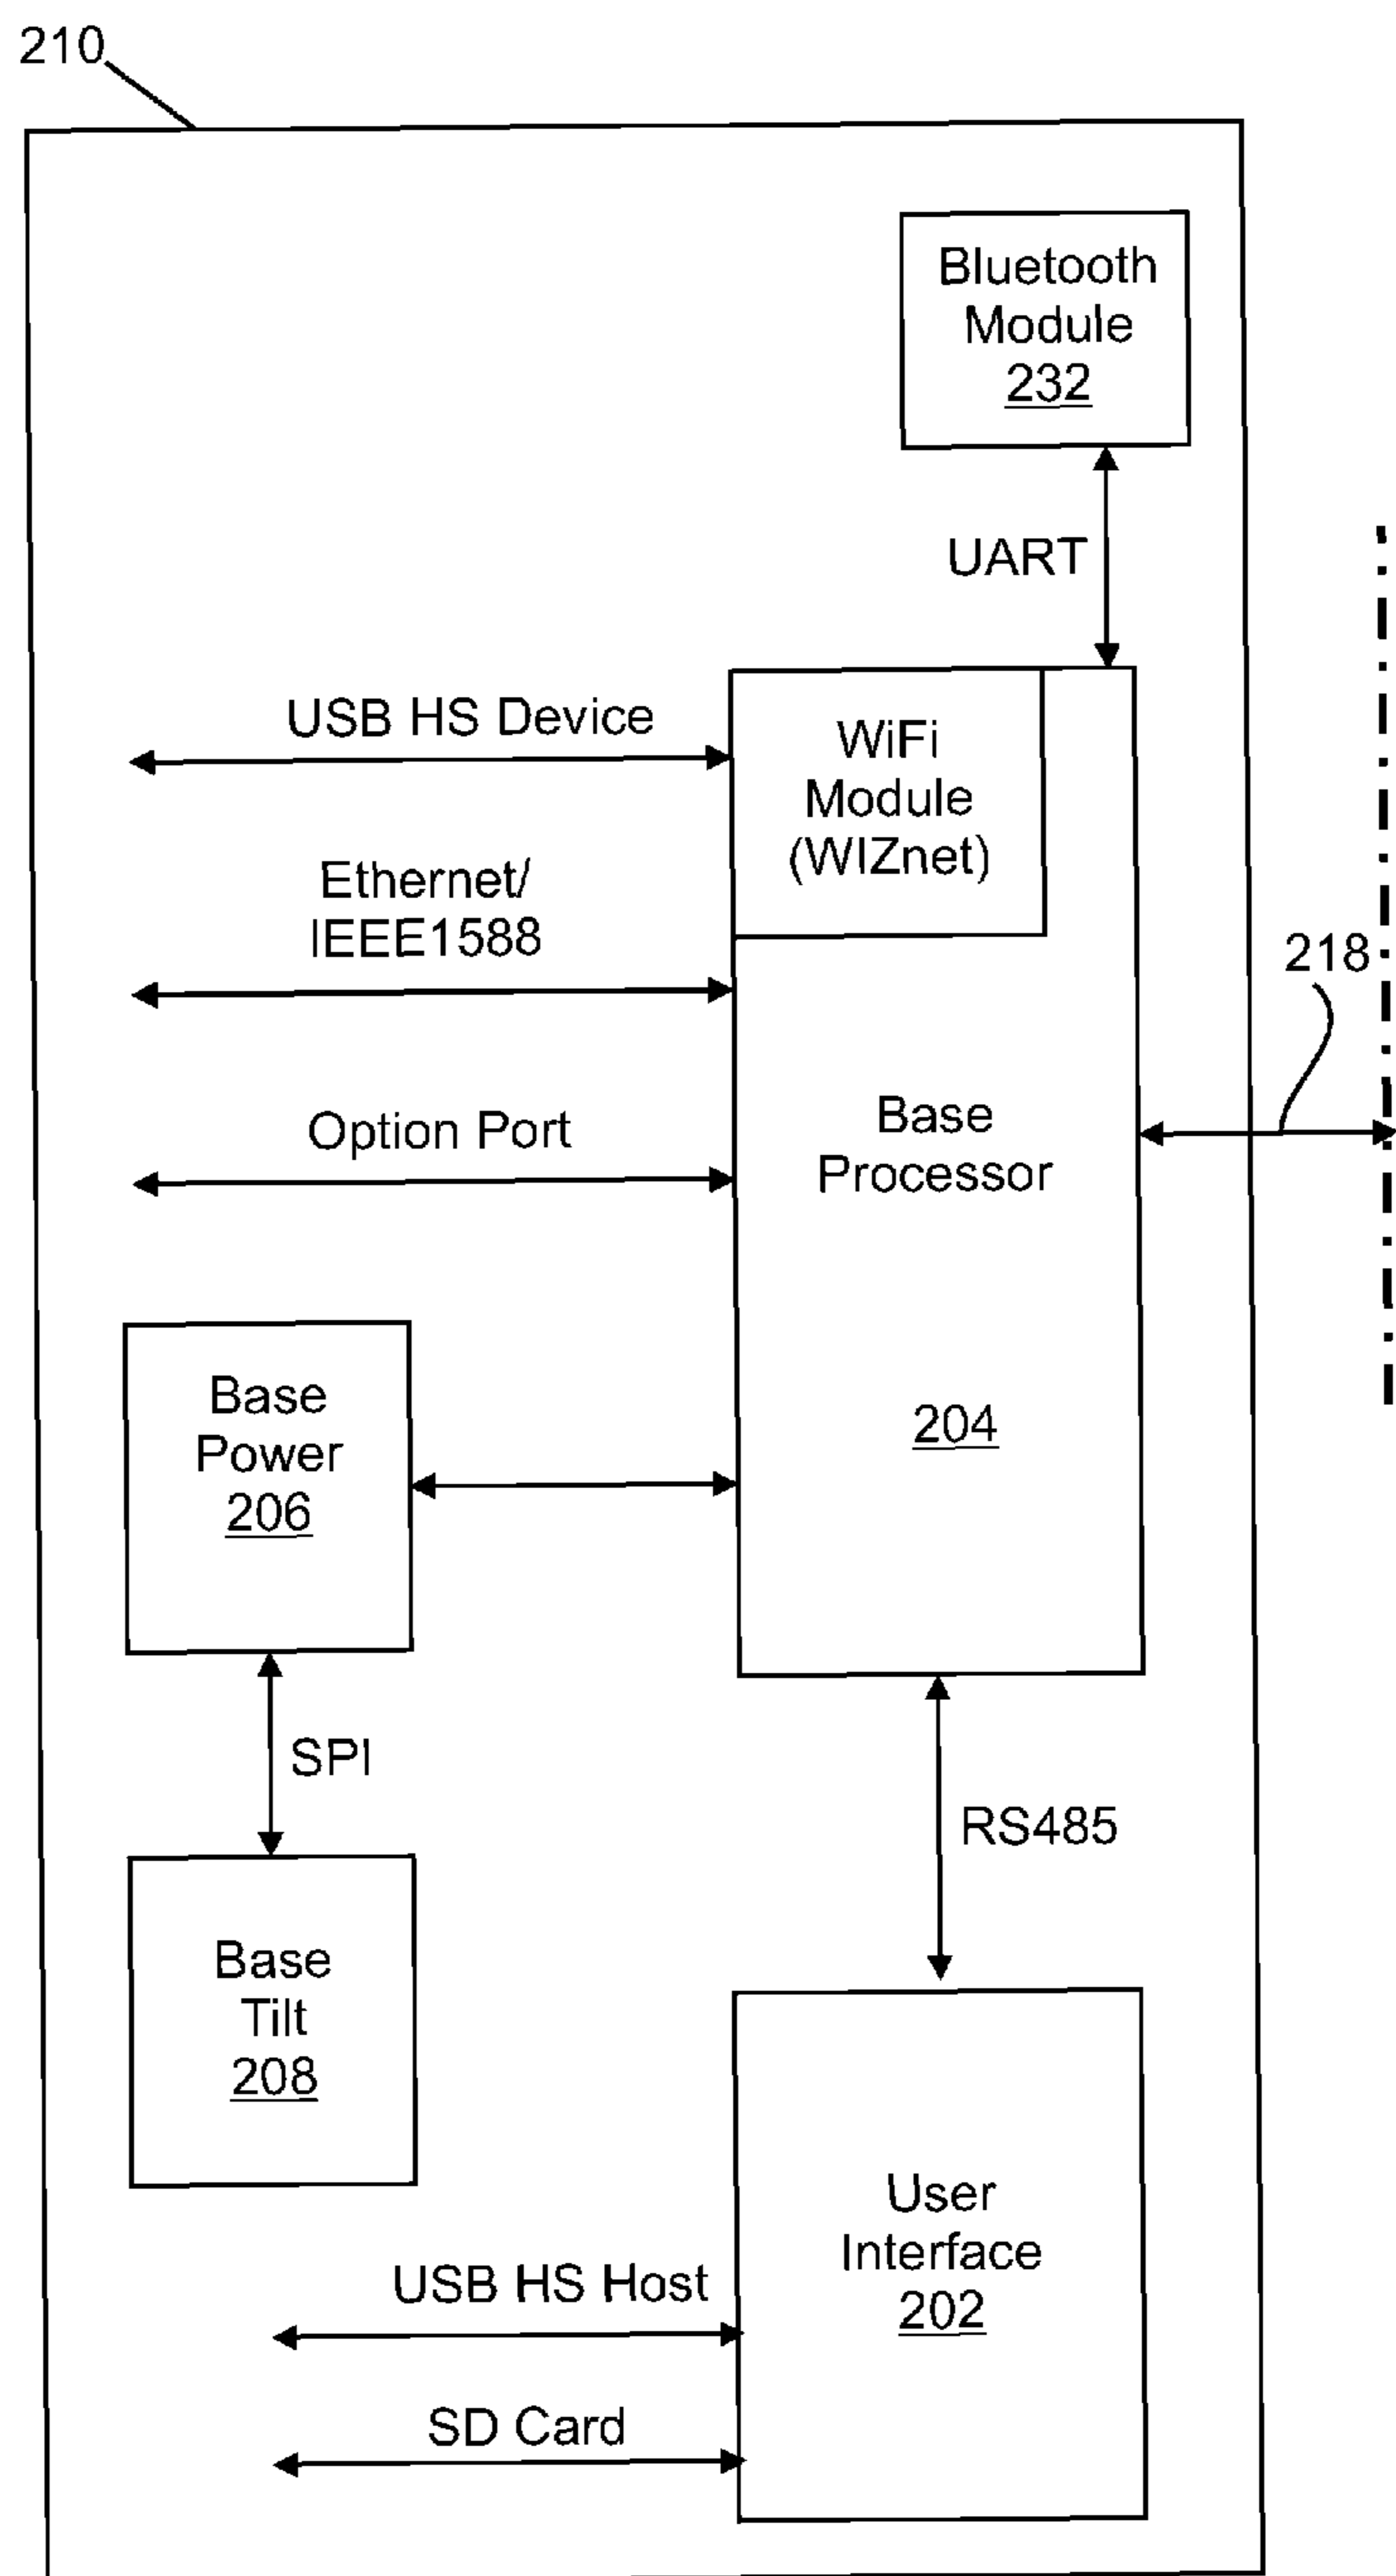 210
Bluetooth
Module
232
UART
USB HS Device
WiFi
Module
(WIZnet)
Ethernet/
IEEE1588
218
Option Port
Base
Processor
204
Base
Power
206
SPI
RS485
Base
Tilt
208
User
Interface
202
USB HS Host
SD Card